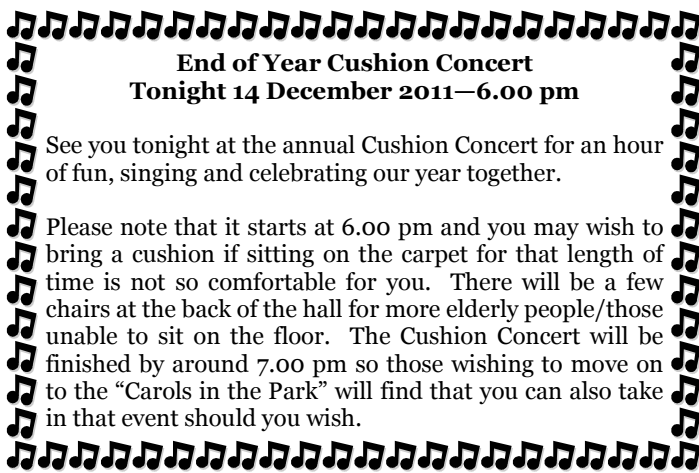 End of Year Cushion Concert
Tonight 14 December 2011—6.00 pm
See you tonight at the annual Cushion Concert for an hour
of fun, singing and celebrating our year together.
Please note that it starts at 6.00 pm and you may wish to
bring a cushion if sitting on the carpet for that length of
time is not so comfortable for you.  There will be a few
chairs at the back of the hall for more elderly people/those
unable to sit on the floor.  The Cushion Concert will be
finished by around 7.00 pm so those wishing to move on
to the “Carols in the Park” will find that you can also take
in that event should you wish.